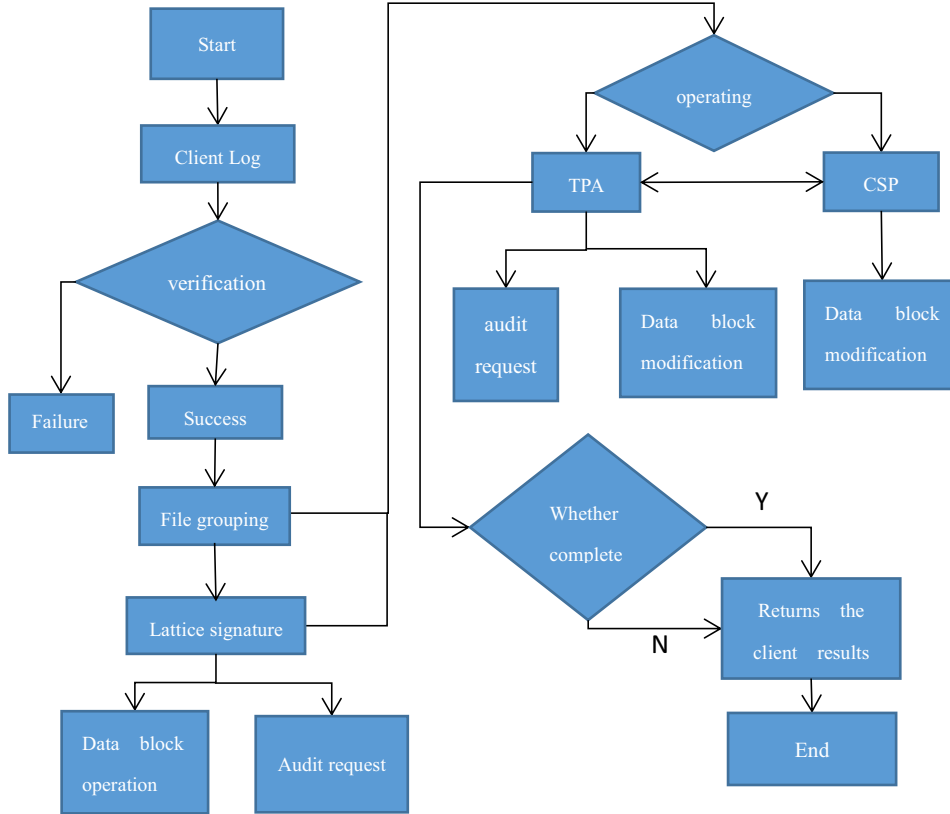 Start
Client Log
verification
Failure
Success
File grouping
Lattice signature
Data block
operation
Audit request
operating
TPA
CSP
audit
request
Data block
modification
Data block
modification
Whether
complete
Y
N
Returns the
client results
End